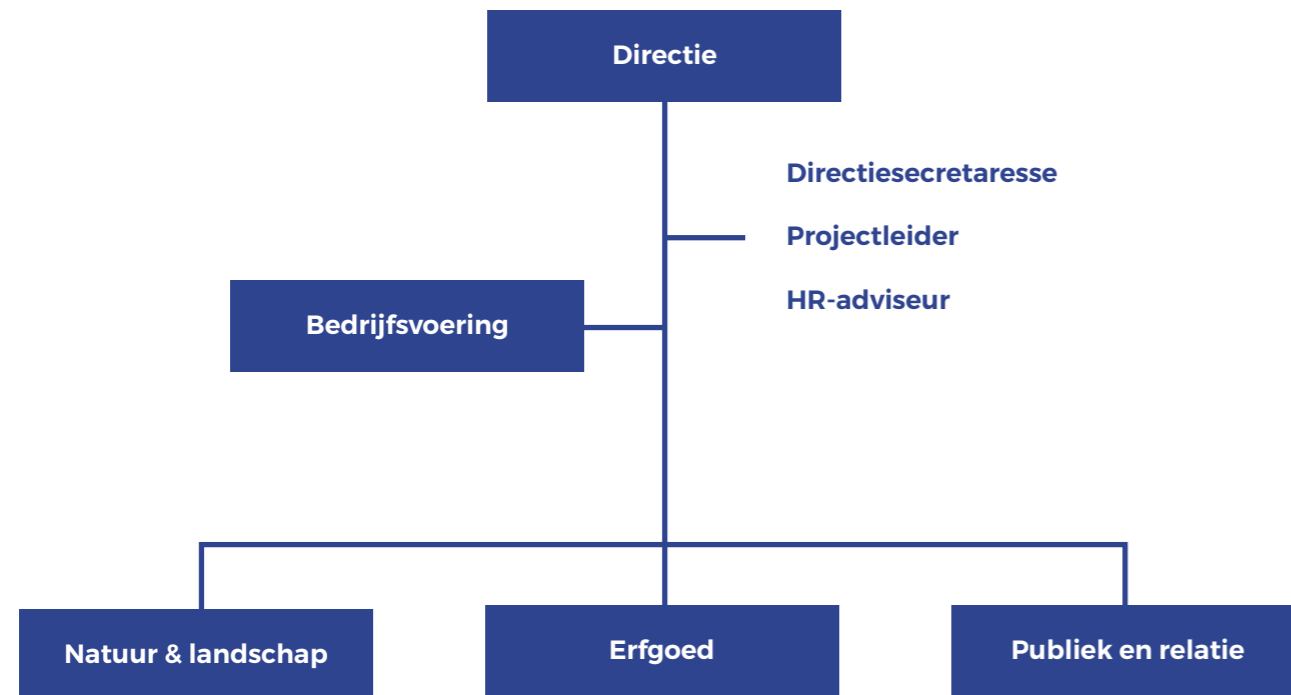 Directie
Directiesecretaresse
Projectleider
HR-adviseur
Bedrijfsvoering
Natuur & landschap
Erfgoed
Publiek en relatie